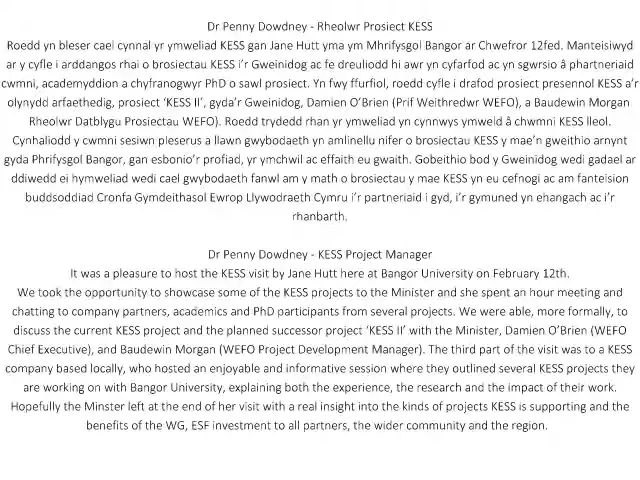 Dr Penny Dowdney - Rheolwr Prosiect KESS
Roedd yn bleser cael cynnal yr ymweliad KESS gan Jane Hutt yma ym Mhrifysgol Bangor ar Chwefror 12fed. Manteisiwyd
ar y cyfle i arddangos rhai o brosiectau KESS i'r Gweinidog ac fe dreuliodd hi awr yn cyfarfod ac yn sgwrsio â phartneriaid
cwmni, academyddion a chyfranogwyr PhD o sawl prosiect. Yn fwy ffurfiol, roedd cyfle i drafod prosiect presennol KESS a'r
olynydd arfaethedig, prosiect ‘KESS II’, gyda'r Gweinidog, Damien O'Brien (Prif Weithredwr WEFO), a Baudewin Morgan
Rheolwr Datblygu Prosiectau WEFO). Roedd trydedd rhan yr ymweliad yn cynnwys ymweld â chwmni KESS lleol.
Cynhaliodd y cwmni sesiwn pleserus a llawn gwybodaeth yn amlinellu nifer o brosiectau KESS y mae'n gweithio arnynt
gyda Phrifysgol Bangor, gan esbonio'r profiad, yr ymchwil ac effaith eu gwaith. Gobeithio bod y Gweinidog wedi gadael ar
ddiwedd ei hymweliad wedi cael gwybodaeth fanwl am y math o brosiectau y mae KESS yn eu cefnogi ac am fanteision
buddsoddiad Cronfa Gymdeithasol Ewrop Llywodraeth Cymru i'r partneriaid i gyd, i'r gymuned yn ehangach ac i'r
rhanbarth.
Dr Penny Dowdney - KESS Project Manager
It was a pleasure to host the KESS visit by Jane Hutt here at Bangor University on February 12th.
We took the opportunity to showcase some of the KESS projects to the Minister and she spent an hour meeting and
chatting to company partners, academics and PhD participants from several projects. We were able, more formally, to
discuss the current KESS project and the planned successor project ‘KESS II’ with the Minister, Damien O'Brien (WEFO
Chief Executive), and Baudewin Morgan (WEFO Project Development Manager). The third part of the visit was to a KESS
company based locally, who hosted an enjoyable and informative session where they outlined several KESS projects they
are working on with Bangor University, explaining both the experience, the research and the impact of their work.
Hopefully the Minster left at the end of her visit with a real insight into the kinds of projects KESS is supporting and the
benefits of the WG, ESF investment to all partners, the wider community and the region.